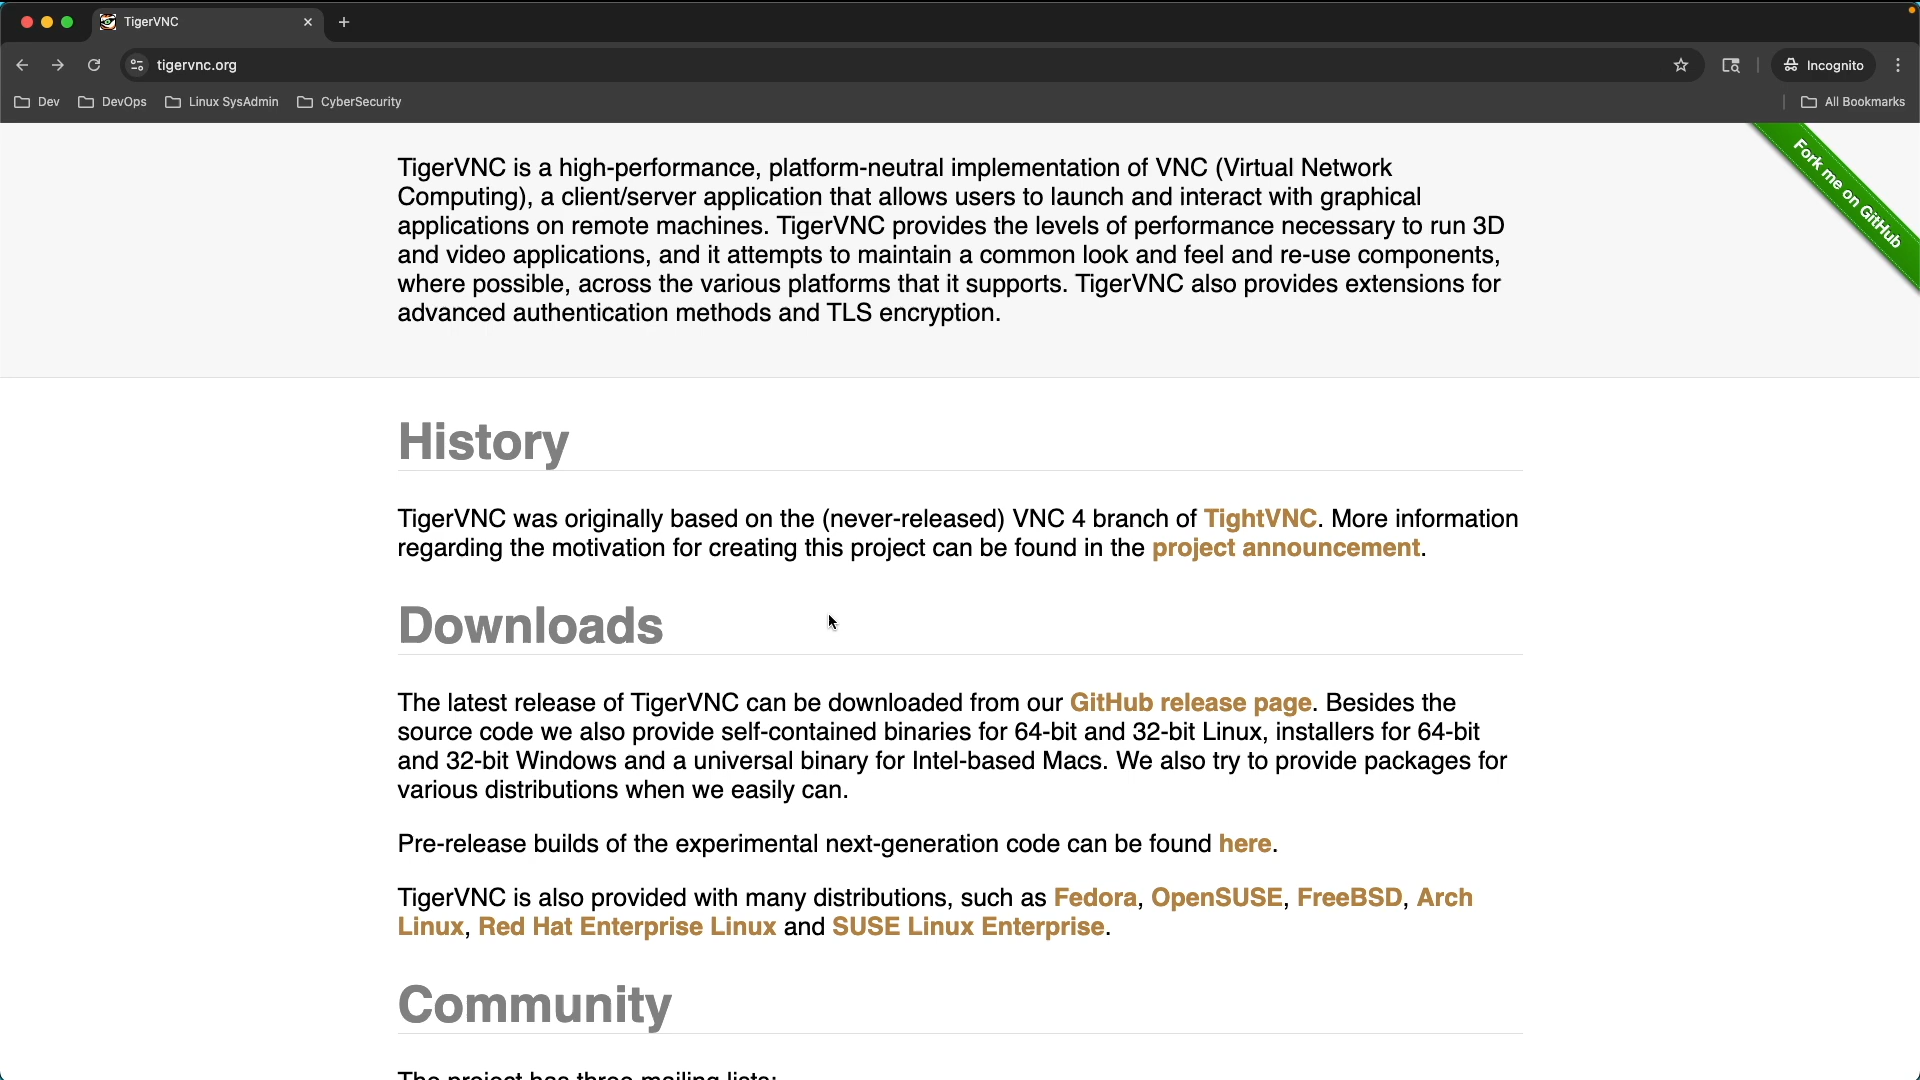 TigerVNC
tigervnc.org
Incognito
Dev
DevOps
Linux SysAdmin
CyberSecurity
All Bookmarks
Fork me on GitHub
TigerVNC is a high-performance, platform-neutral implementation of VNC (Virtual Network
Computing), a client/server application that allows users to launch and interact with graphical
applications on remote machines. TigerVNC provides the levels of performance necessary to run 3D
and video applications, and it attempts to maintain a common look and feel and re-use components,
where possible, across the various platforms that it supports. TigerVNC also provides extensions for
advanced authentication methods and TLS encryption.
History
TigerVNC was originally based on the (never-released) VNC 4 branch of TightVNC. More information
regarding the motivation for creating this project can be found in the project announcement.
Downloads
The latest release of TigerVNC can be downloaded from our GitHub release page. Besides the
source code we also provide self-contained binaries for 64-bit and 32-bit Linux, installers for 64-bit
and 32-bit Windows and a universal binary for Intel-based Macs. We also try to provide packages for
various distributions when we easily can.
Pre-release builds of the experimental next-generation code can be found here.
TigerVNC is also provided with many distributions, such as Fedora, OpenSUSE, FreeBSD, Arch
Linux, Red Hat Enterprise Linux and SUSE Linux Enterprise.
Community
The project has three mailing lists: